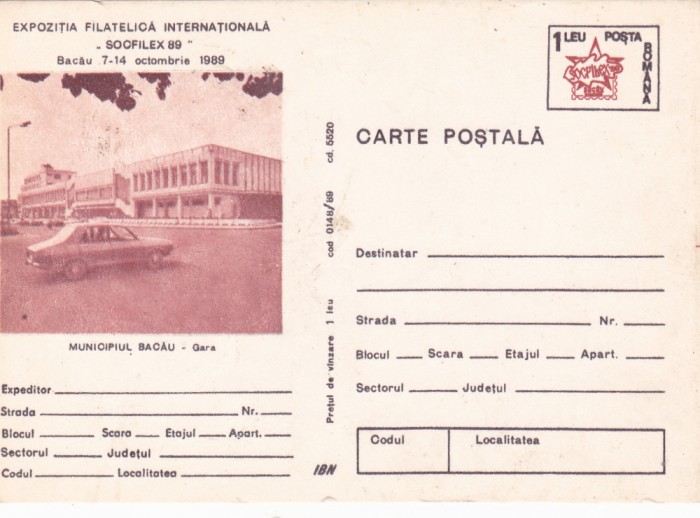 EXPOZIȚIA FILATELICĂ INTERNAȚIONALĂ
„ SOCFILEX 89 "
Bacău 7-14 octombrie 1989
MUNICIPIUL BACĂU - Gara
Expeditor
Strada Nr.
Blocul Scara Etajul Apart.
Sectorul Județul
Codul Localitatea
Prețul de vînzare 1 leu cod 0148/89 cd. 5520
IBN
1 LEU POȘTA
ROMÂNĂ
SOCFILEX
CARTE POȘTALĂ
Destinatar
Strada Nr.
Blocul Scara Etajul Apart.
Sectorul Județul
Codul Localitatea